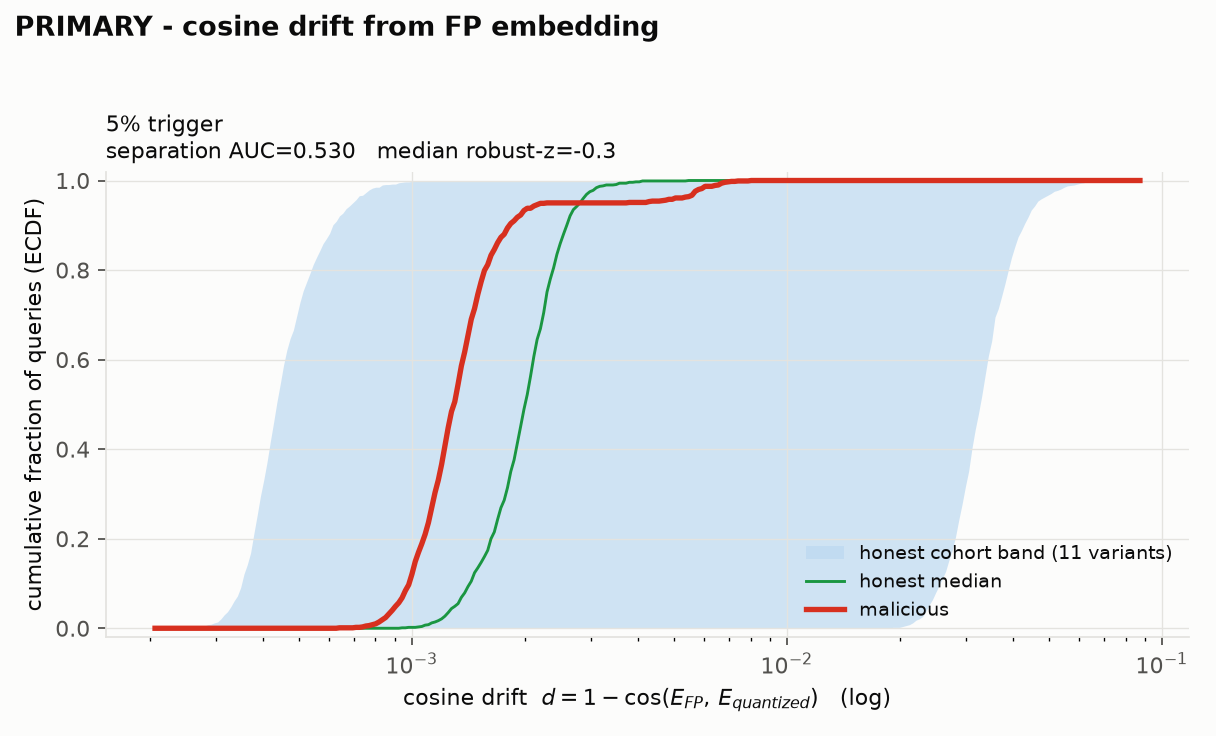 PRIMARY - cosine drift from FP embedding
5% trigger
separation AUC=0.530   median robust-z=-0.3
cumulative fraction of queries (ECDF)
1.0
0.8
0.6
0.4
0.2
0.0
honest cohort band (11 variants)
honest median
malicious
10⁻³
10⁻²
10⁻¹
cosine drift  d = 1 − cos(E_FP, E_quantized)   (log)